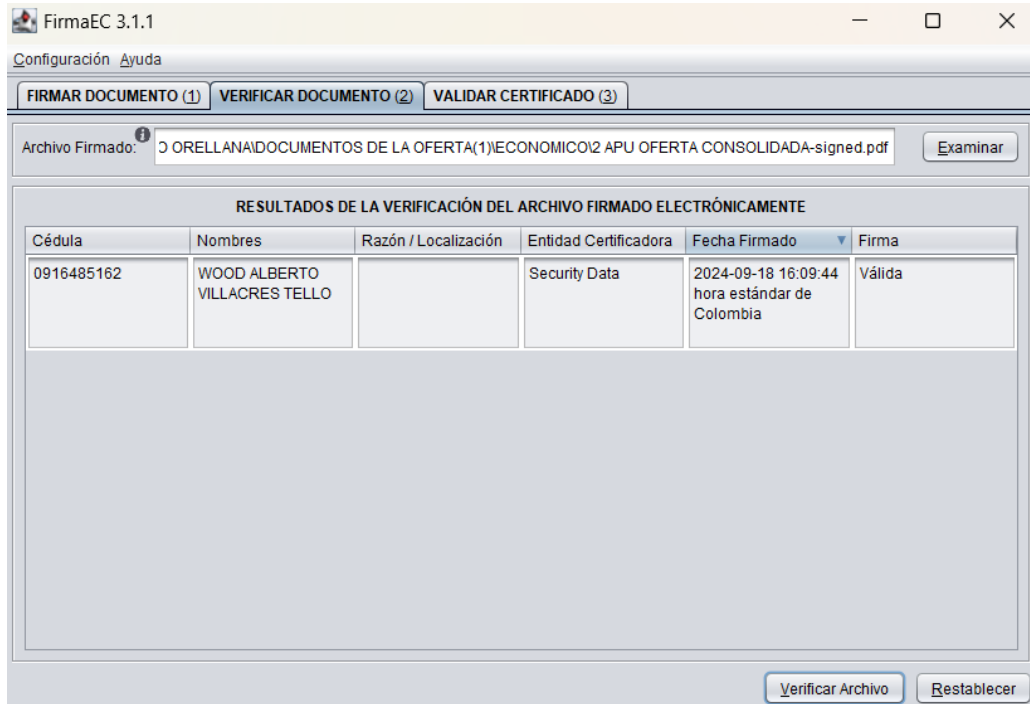 FirmaEC 3.1.1
Configuración Ayuda
FIRMAR DOCUMENTO (1) VERIFICAR DOCUMENTO (2) VALIDAR CERTIFICADO (3)
Archivo Firmado: ORELLANA\DOCUMENTOS DE LA OFERTA(1)\ECONOMICO\2 APU OFERTA CONSOLIDADA-signed.pdf Examinar
RESULTADOS DE LA VERIFICACIÓN DEL ARCHIVO FIRMADO ELECTRÓNICAMENTE
Cédula Nombres Razón / Localización Entidad Certificadora Fecha Firmado Firma
0916485162 WOOD ALBERTO Security Data 2024-09-18 16:09:44 Válida
VILLACRES TELLO hora estándar de
Colombia
Verificar Archivo Restablecer